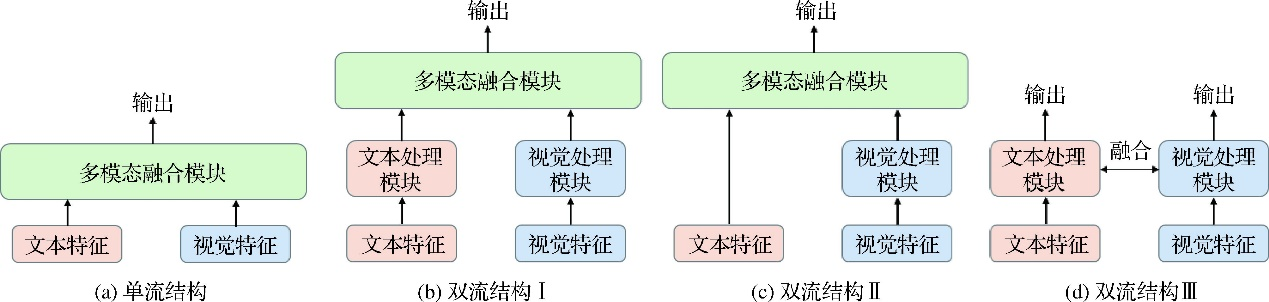 输出
多模态融合模块
文本特征
视觉特征
(a) 单流结构
输出
多模态融合模块
文本处理
模块
视觉处理
模块
文本特征
视觉特征
(b) 双流结构Ⅰ
输出
多模态融合模块
视觉处理
模块
文本特征
视觉特征
(c) 双流结构Ⅱ
输出
输出
文本处理
模块
融合
视觉处理
模块
文本特征
视觉特征
(d) 双流结构Ⅲ